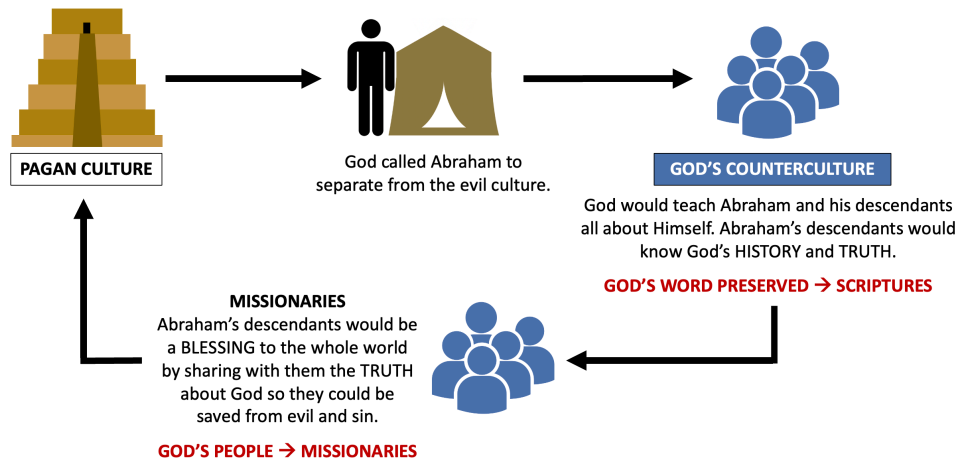 PAGAN CULTURE
God called Abraham to
separate from the evil culture.
GOD'S COUNTERCULTURE
God would teach Abraham and his descendants
all about Himself. Abraham's descendants would
know God's HISTORY and TRUTH.
GOD'S WORD PRESERVED → SCRIPTURES
MISSIONARIES
Abraham's descendants would be
a BLESSING to the whole world
by sharing with them the TRUTH
about God so they could be
saved from evil and sin.
GOD'S PEOPLE → MISSIONARIES